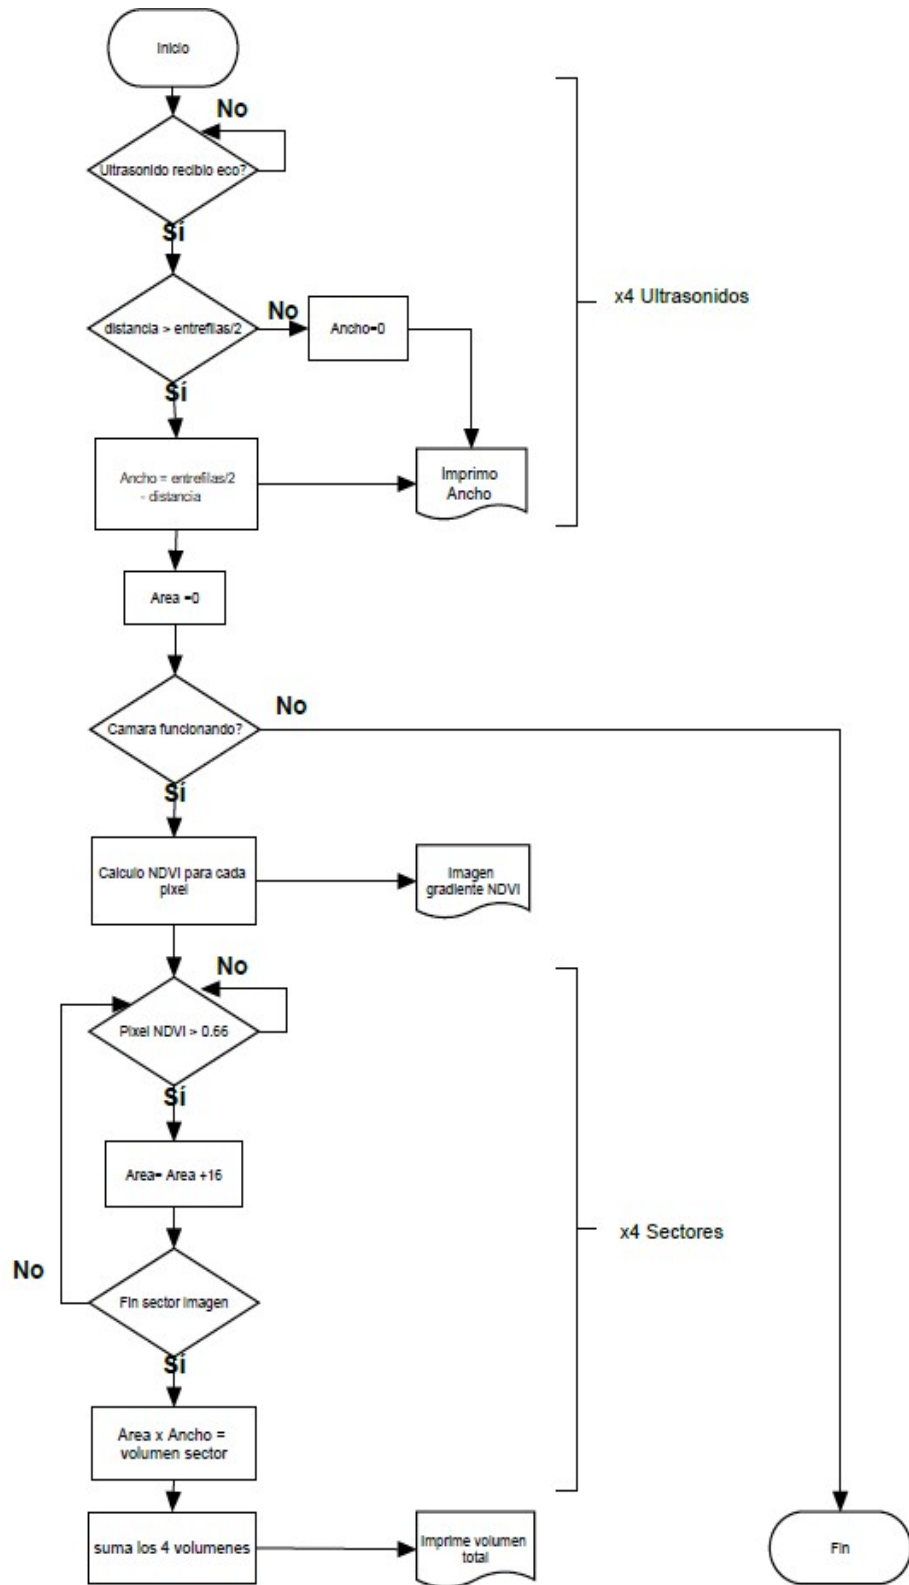 Inicio
No
Ultrasonido recibio eco?
Sí
x4 Ultrasonidos
distancia > entrefilas/2
No
Ancho=0
Sí
Ancho = entrefilas/2
- distancia
Imprimo
Ancho
Area =0
Camara funcionando?
No
Sí
Calculo NDVI para cada
pixel
Imagen
gradiente NDVI
No
Pixel NDVI > 0.66
Sí
Area= Area +16
x4 Sectores
No
Fin sector imagen
Sí
Area x Ancho =
volumen sector
suma los 4 volumenes
Imprime volumen
total
Fin